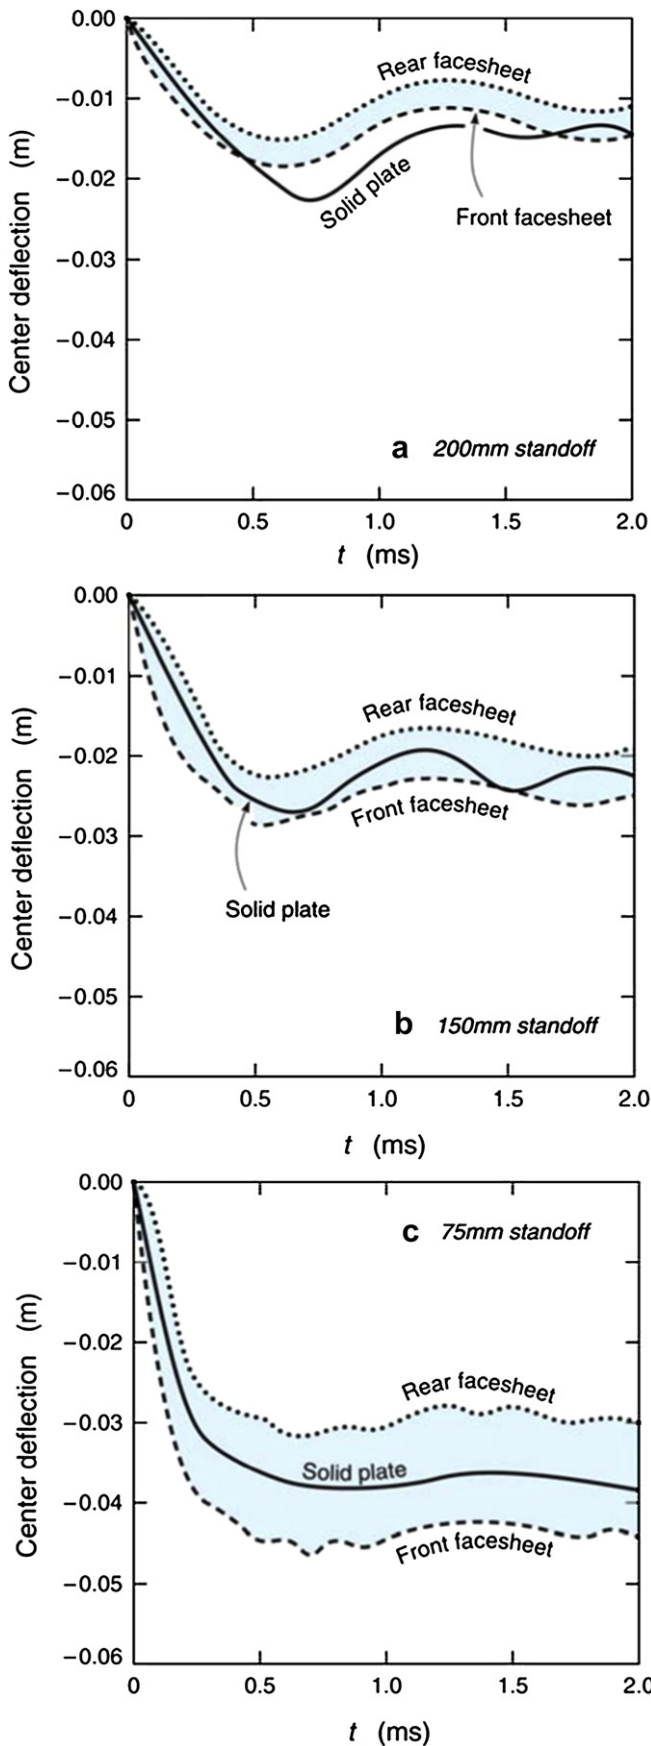 0.00
−0.01
−0.02
−0.03
−0.04
−0.05
−0.06
Center deflection (m)
Rear facesheet
Solid plate
Front facesheet
a 200mm standoff
0 0.5 1.0 1.5 2.0
t (ms)
0.00
−0.01
−0.02
−0.03
−0.04
−0.05
−0.06
Center deflection (m)
Rear facesheet
Front facesheet
Solid plate
b 150mm standoff
0 0.5 1.0 1.5 2.0
t (ms)
0.00
−0.01
−0.02
−0.03
−0.04
−0.05
−0.06
Center deflection (m)
c 75mm standoff
Rear facesheet
Solid plate
Front facesheet
0 0.5 1.0 1.5 2.0
t (ms)